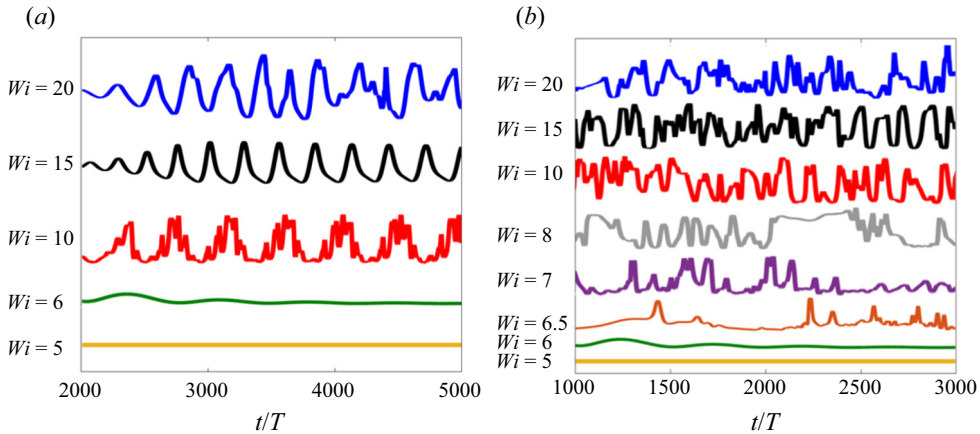 (a)
Wi = 20
Wi = 15
Wi = 10
Wi = 6
Wi = 5
2000 3000 4000 5000
t/T
(b)
Wi = 20
Wi = 15
Wi = 10
Wi = 8
Wi = 7
Wi = 6.5
Wi = 6
Wi = 5
1000 1500 2000 2500 3000
t/T